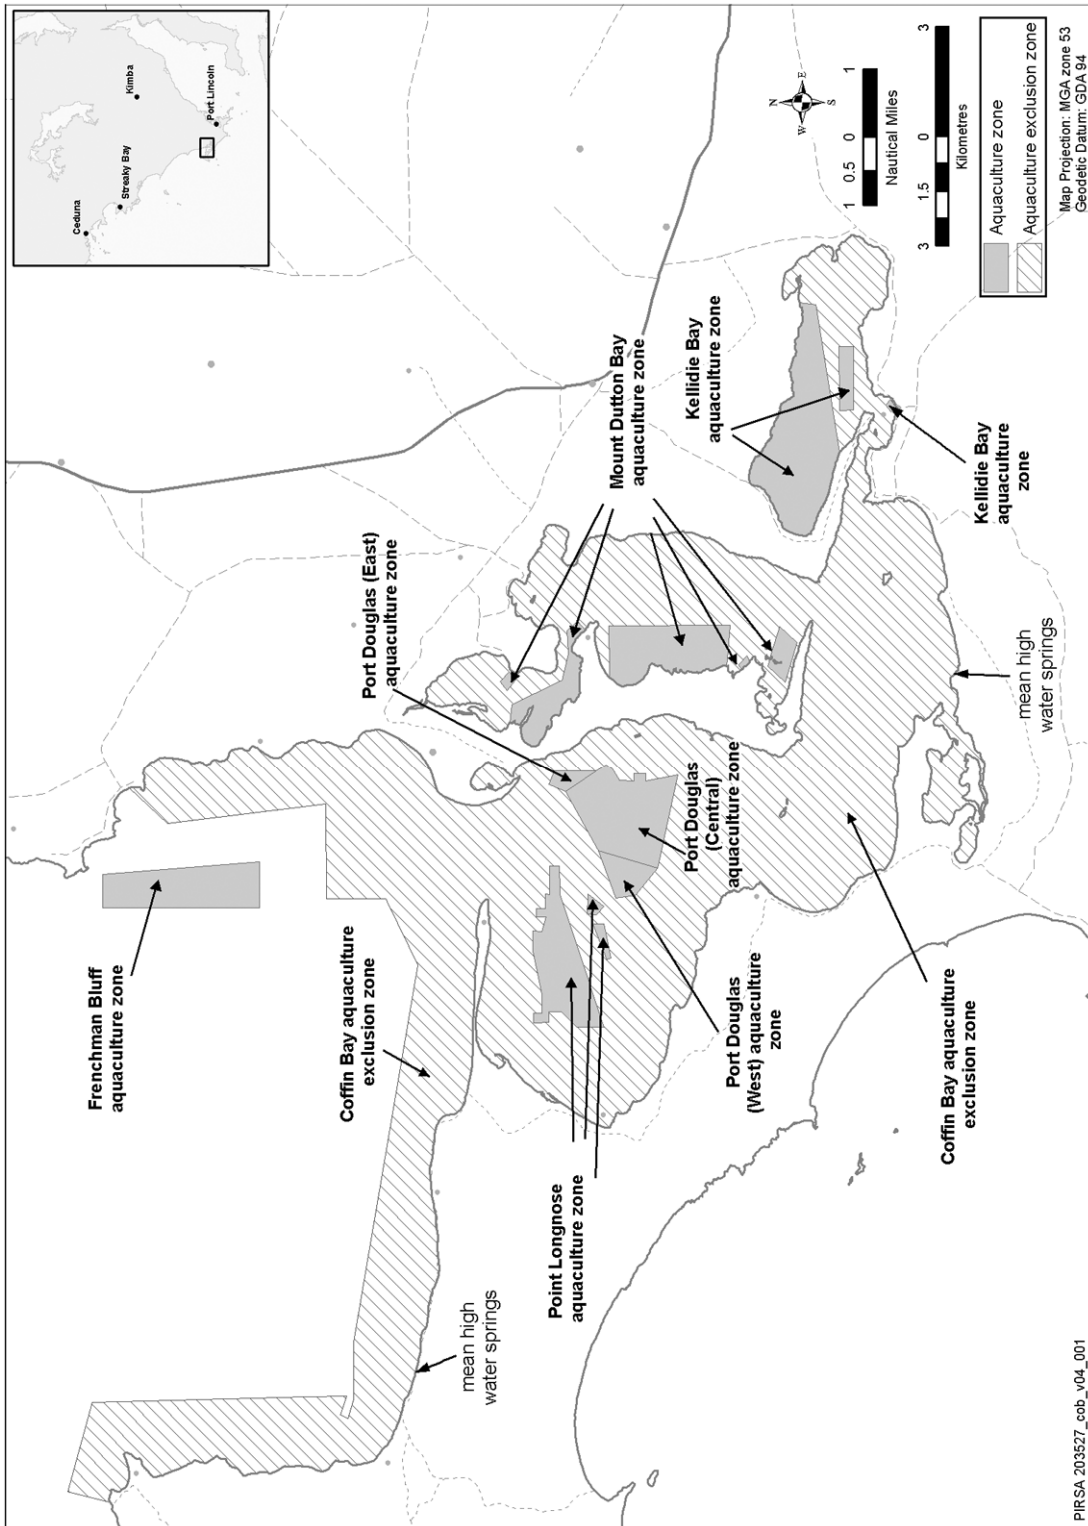 Ceduna
Streaky Bay
Kimba
Port Lincoln
Frenchman Bluff
aquaculture zone
Coffin Bay aquaculture
exclusion zone
Port Douglas (East)
aquaculture zone
Mount Dutton Bay
aquaculture zone
Kellidie Bay
aquaculture zone
mean high
water springs
Point Longnose
aquaculture zone
Port Douglas
(West) aquaculture
zone
Port Douglas
(Central)
aquaculture zone
Coffin Bay aquaculture
exclusion zone
mean high
water springs
Kellidie Bay
aquaculture
zone
N
W
E
S
1
0.5
0
1
Nautical Miles
3
1.5
0
3
Kilometres
Aquaculture zone
Aquaculture exclusion zone
Map Projection: MGA zone 53
Geodetic Datum: GDA 94
PIRSA 203527_cob_v04_001